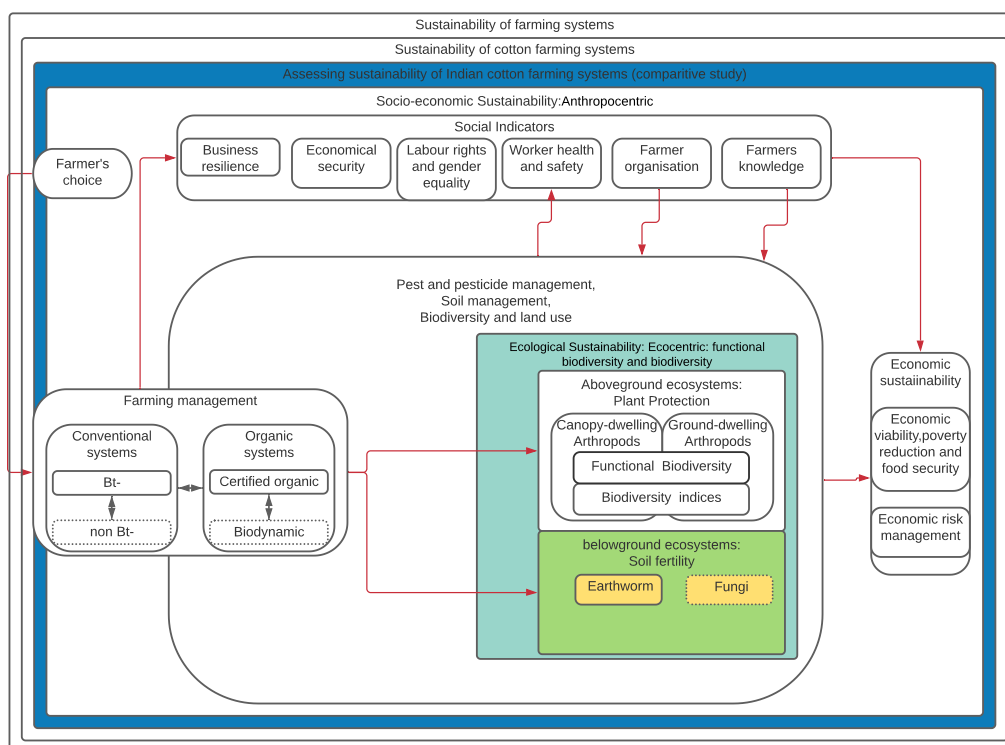 Sustainability of farming systems
Sustainability of cotton farming systems
Assessing sustainability of Indian cotton farming systems (comparitive study)
Socio-economic Sustainability:Anthropocentric
Social Indicators
Business
resilience
Economical
security
Labour rights
and gender
equality
Worker health
and safety
Farmer
organisation
Farmers
knowledge
Farmer's
choice
Pest and pesticide management,
Soil management,
Biodiversity and land use
Ecological Sustainability: Ecocentric: functional
biodiversity and biodiversity
Aboveground ecosystems:
Plant Protection
Canopy-dwelling
Arthropods
Ground-dwelling
Arthropods
Functional Biodiversity
Biodiversity indices
belowground ecosystems:
Soil fertility
Earthworm
Fungi
Farming management
Conventional
systems
Bt-
non Bt-
Organic
systems
Certified organic
Biodynamic
Economic
sustaiinability
Economic
viability,poverty
reduction and
food security
Economic risk
management